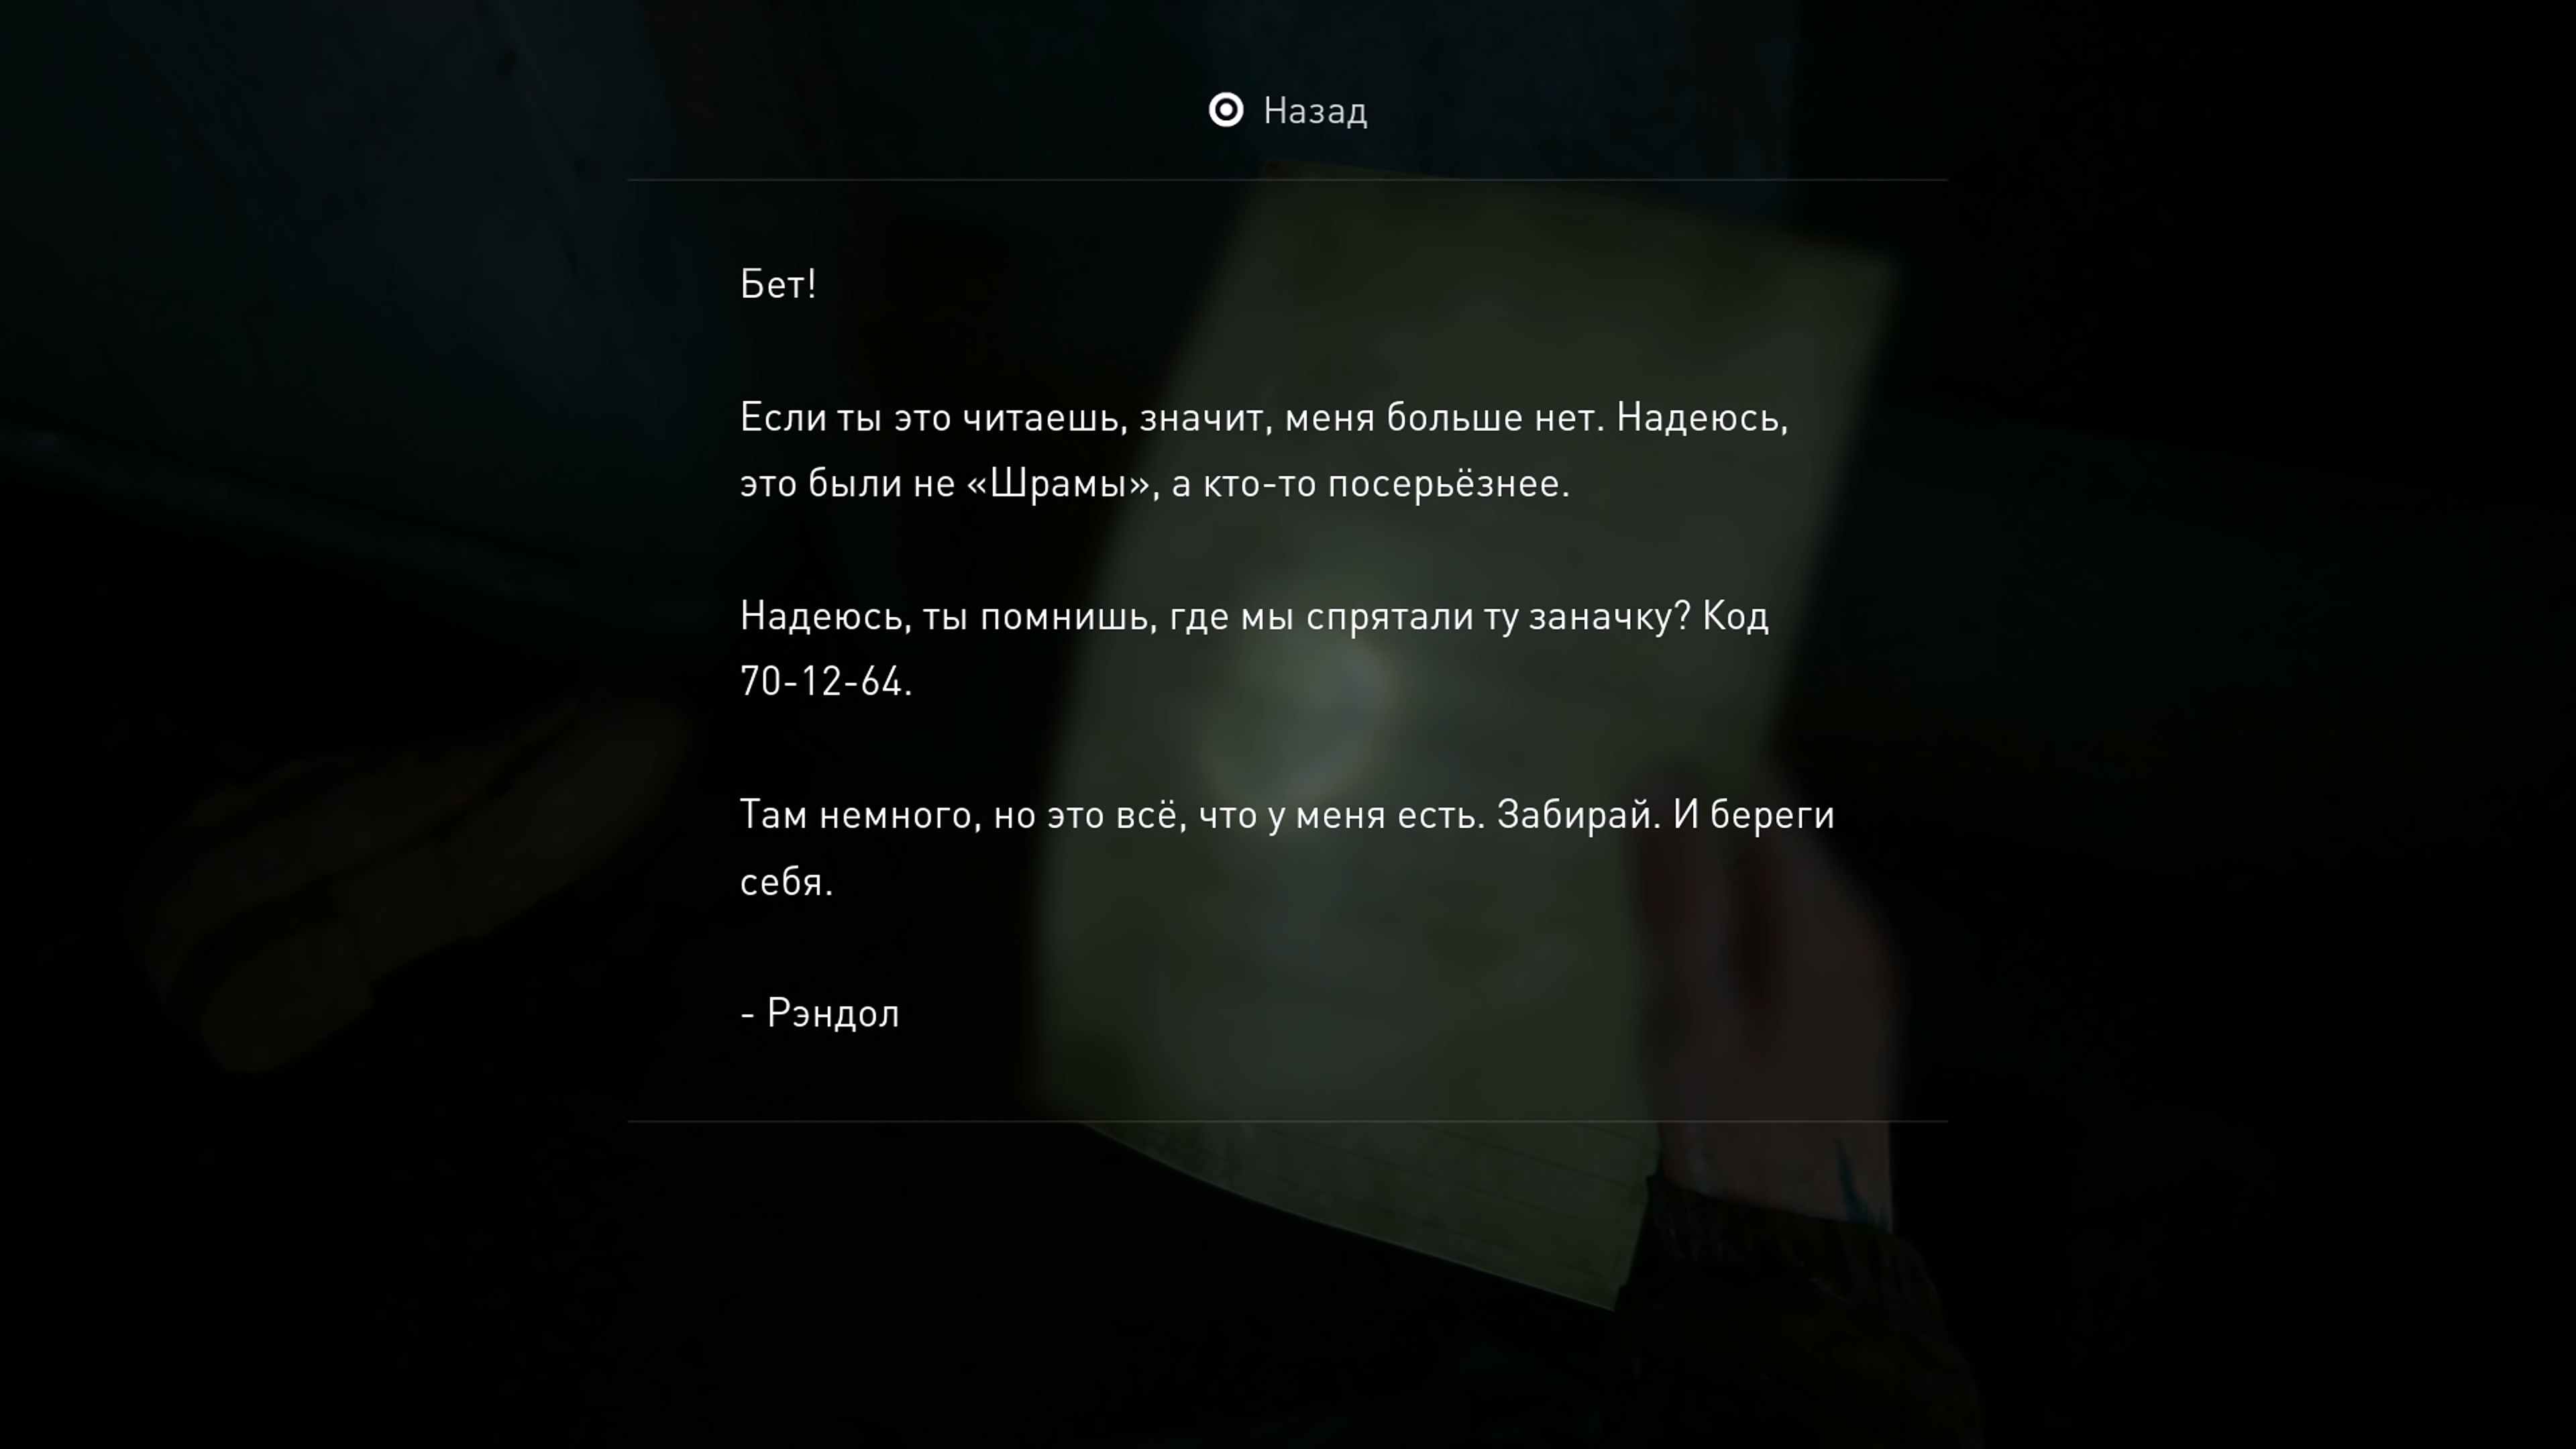 Назад
Бет!
Если ты это читаешь, значит, меня больше нет. Надеюсь,
это были не «Шрамы», а кто-то посерьёзнее.
Надеюсь, ты помнишь, где мы спрятали ту заначку? Код
70-12-64.
Там немного, но это всё, что у меня есть. Забирай. И береги
себя.
- Рэндол